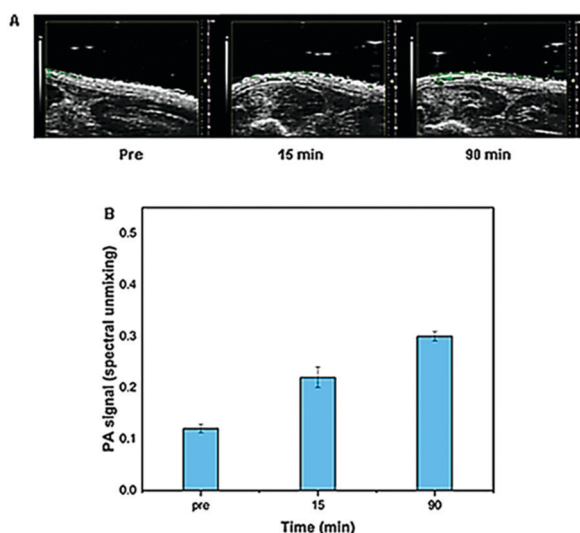 A
Pre 15 min 90 min
B
PA signal (spectral unmixing)
0.5
0.4
0.3
0.2
0.1
0.0
pre 15 90
Time (min)